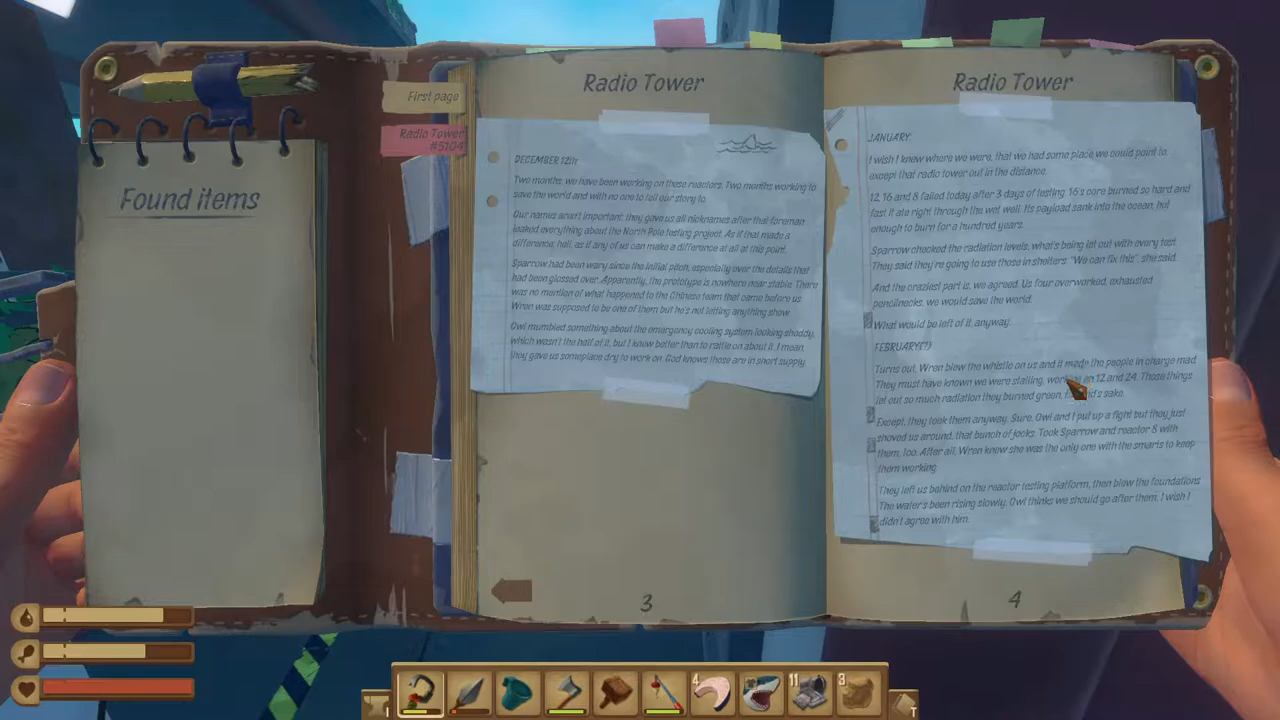 Found items
First page
Radio Tower
#5104
Radio Tower
DECEMBER 12th
Two months, we have been working on these reactors. Two months working to
save the world and with no one to tell our story to.
Our names aren't important; they gave us all nicknames after that foreman
leaked everything about the North Pole testing project. As if that made a
difference; hell, as if any of us can make a difference at all at this point.
Sparrow had been wary since the initial pitch, especially over the details that
had been glossed over. Apparently, the prototype is nowhere near stable. There
was no mention of what happened to the Chinese team that came before us
Wren was supposed to be one of them but he's not letting anything show.
Owl mumbled something about the emergency cooling system looking shoddy,
which wasn't the half of it, but I knew better than to rattle on about it. I mean,
they gave us someplace dry to work on. God knows those are in short supply.
3
Radio Tower
JANUARY:
I wish I knew where we were, that we had some place we could point to,
except that radio tower out in the distance.
12, 16 and 8 failed today after 3 days of testing. 16's core burned so hard and
fast it ate right through the wet well. Its payload sank into the ocean, hot
enough to burn for a hundred years.
Sparrow checked the radiation levels, what's being let out with every test.
They said they're going to use those in shelters. "We can fix this", she said.
And the craziest part is, we agreed. Us four overworked, exhausted
pencilnecks, we would save the world.
What would be left of it, anyway.
FEBRUARY(?)
Turns out, Wren blew the whistle on us and it made the people in charge mad.
They must have known we were stalling, working on 12 and 24. Those things
let out so much radiation they burned green, sake.
Except, they took them anyway. Sure, Owl and I put up a fight but they just
shoved us around, that bunch of jocks. Took Sparrow and reactor 8 with
them, too. After all, Wren knew she was the only one with the smarts to keep
them working.
They left us behind on the reactor testing platform, then blew the foundations
The water's been rising slowly. Owl thinks we should go after them. I wish I
didn't agree with him.
4
4
11
3
T